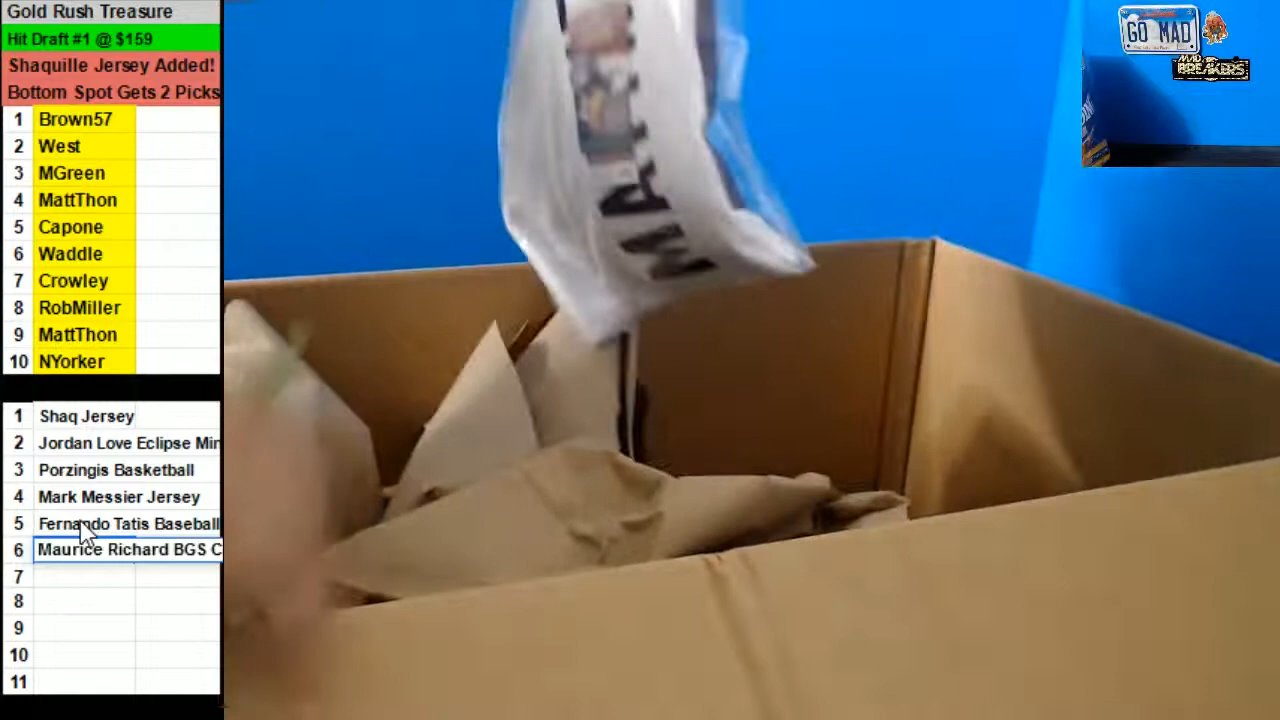 Gold Rush Treasure
Hit Draft #1 @ $159
Shaquille Jersey Added!
Bottom Spot Gets 2 Picks
1 Brown57
2 West
3 MGreen
4 MattThon
5 Capone
6 Waddle
7 Crowley
8 RobMiller
9 MattThon
10 NYorker
1 Shaq Jersey
2 Jordan Love Eclipse Min
3 Porzingis Basketball
4 Mark Messier Jersey
5 Fernando Tatis Baseball
6 Maurice Richard BGS C
7
8
9
10
11
GO MAD
MAD
BREAKERS